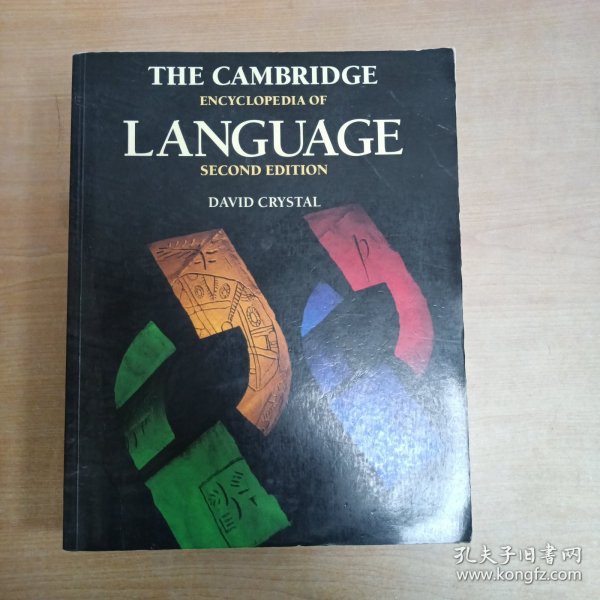 THE CAMBRIDGE
ENCYCLOPEDIA OF
LANGUAGE
SECOND EDITION
DAVID CRYSTAL
孔夫子旧书网
www.kongfz.com